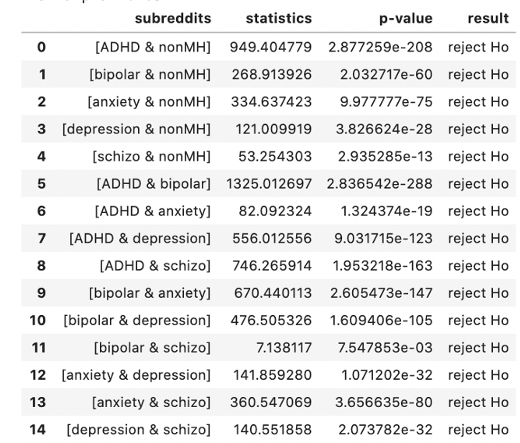 subreddits statistics p-value result
0 [ADHD & nonMH] 949.404779 2.877259e-208 reject Ho
1 [bipolar & nonMH] 268.913926 2.032717e-60 reject Ho
2 [anxiety & nonMH] 334.637423 9.977777e-75 reject Ho
3 [depression & nonMH] 121.009919 3.826624e-28 reject Ho
4 [schizo & nonMH] 53.254303 2.935285e-13 reject Ho
5 [ADHD & bipolar] 1325.012697 2.836542e-288 reject Ho
6 [ADHD & anxiety] 82.092324 1.324374e-19 reject Ho
7 [ADHD & depression] 556.012556 9.031715e-123 reject Ho
8 [ADHD & schizo] 746.265914 1.953218e-163 reject Ho
9 [bipolar & anxiety] 670.440113 2.605473e-147 reject Ho
10 [bipolar & depression] 476.505326 1.609406e-105 reject Ho
11 [bipolar & schizo] 7.138117 7.547853e-03 reject Ho
12 [anxiety & depression] 141.859280 1.071202e-32 reject Ho
13 [anxiety & schizo] 360.547069 3.656635e-80 reject Ho
14 [depression & schizo] 140.551858 2.073782e-32 reject Ho